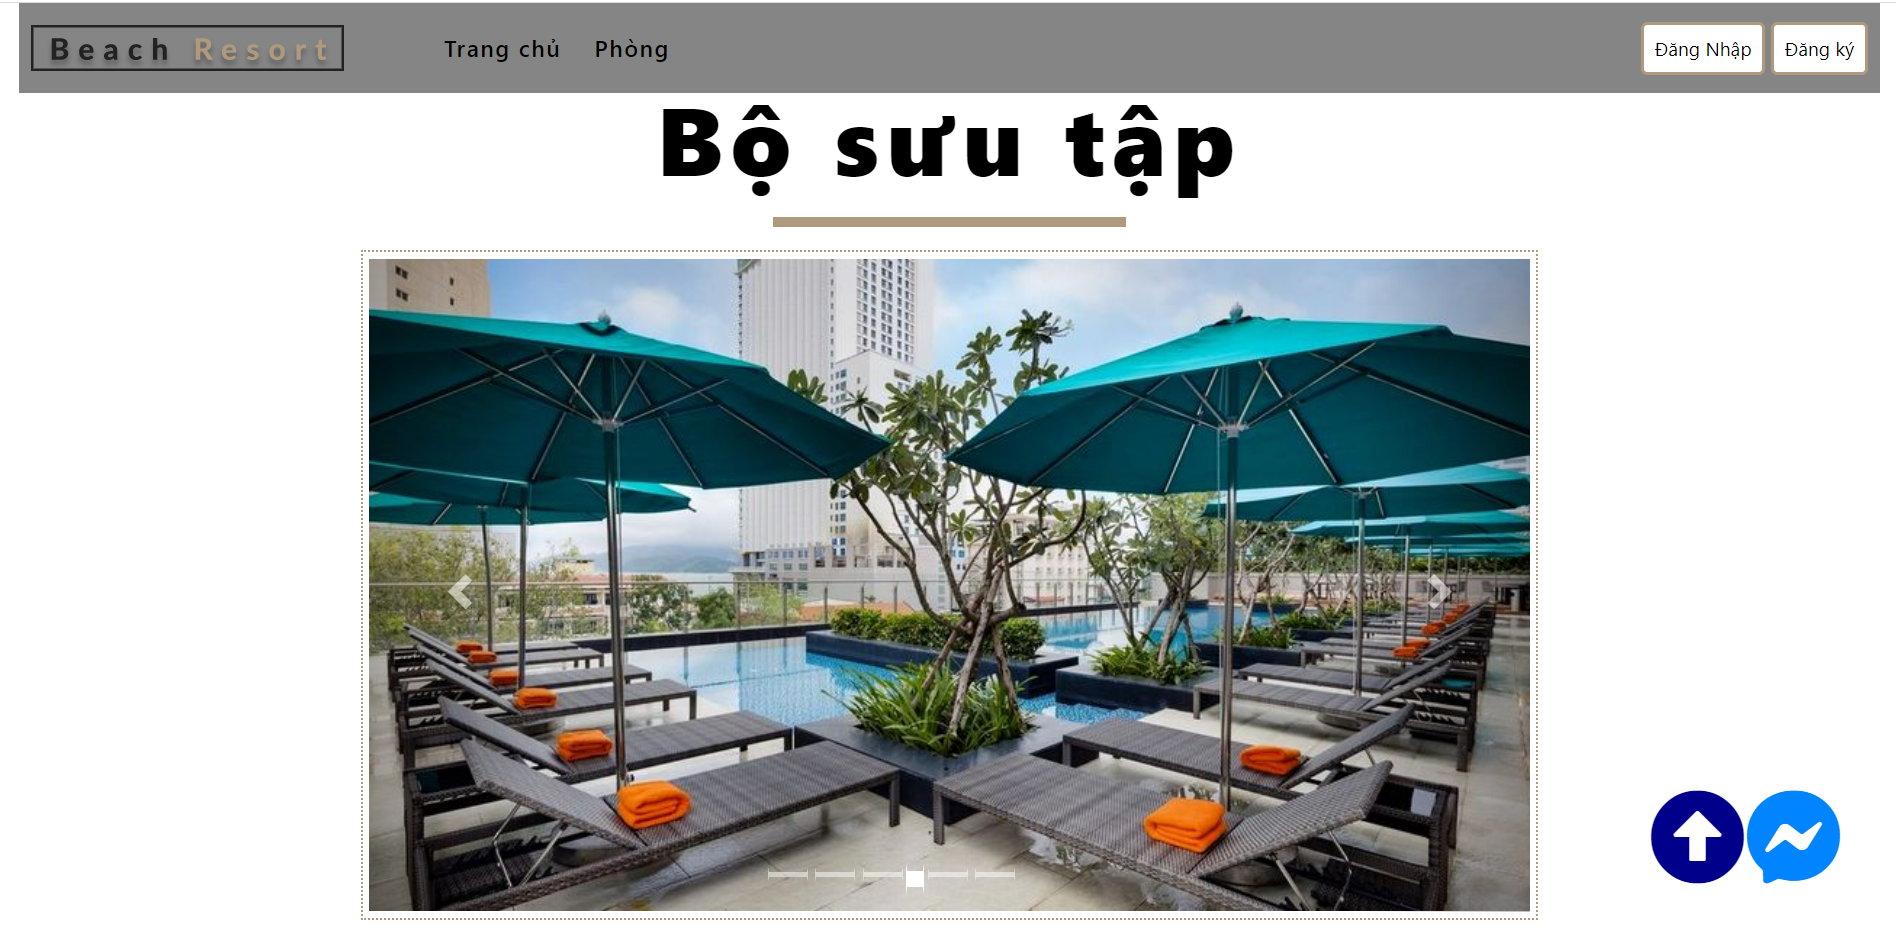 Beach Resort
Trang chủ
Phòng
Đăng Nhập
Đăng ký
Bộ sưu tập